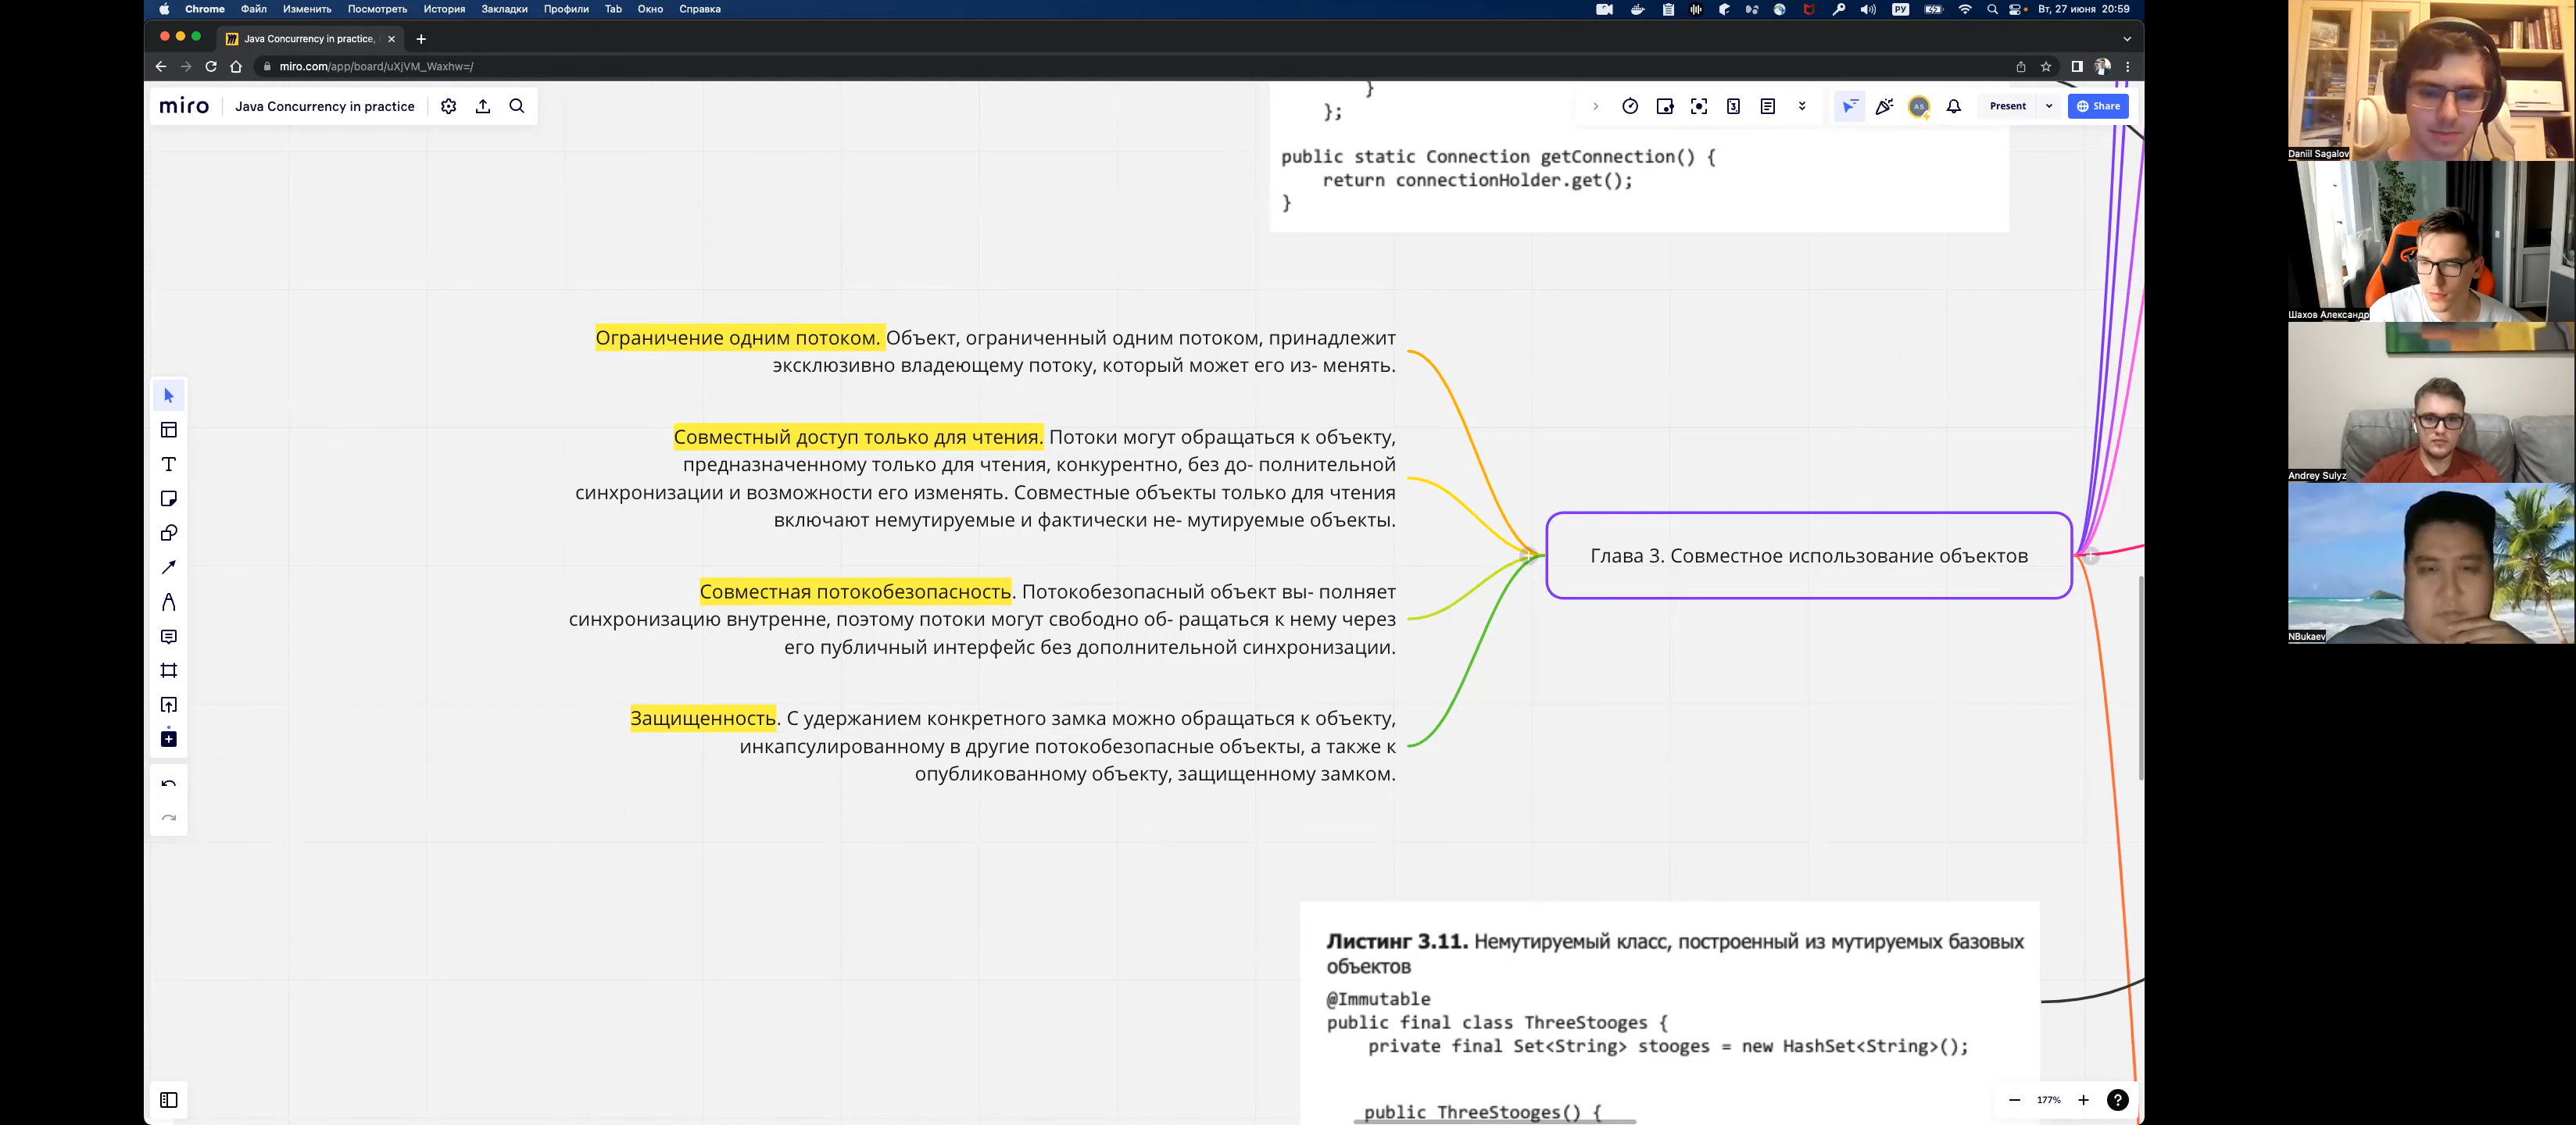 Chrome Файл Изменить Посмотреть История Закладки Профили Tab Окно Справка
РУ
Вт, 27 июня 20:59
Java Concurrency in practice,
miro.com/app/board/uXjVM_Waxhw=/
miro
Java Concurrency in practice
AS
Present
Share
}
};
public static Connection getConnection() {
return connectionHolder.get();
}
Ограничение одним потоком. Объект, ограниченный одним потоком, принадлежит
эксклюзивно владеющему потоку, который может его из- менять.
Совместный доступ только для чтения. Потоки могут обращаться к объекту,
предназначенному только для чтения, конкурентно, без до- полнительной
синхронизации и возможности его изменять. Совместные объекты только для чтения
включают немутируемые и фактически не- мутируемые объекты.
Совместная потокобезопасность. Потокобезопасный объект вы- полняет
синхронизацию внутренне, поэтому потоки могут свободно об- ращаться к нему через
его публичный интерфейс без дополнительной синхронизации.
Защищенность. С удержанием конкретного замка можно обращаться к объекту,
инкапсулированному в другие потокобезопасные объекты, а также к
опубликованному объекту, защищенному замком.
Глава 3. Совместное использование объектов
Листинг 3.11. Немутируемый класс, построенный из мутируемых базовых
объектов
@Immutable
public final class ThreeStooges {
private final Set<String> stooges = new HashSet<String>();
public ThreeStooges() {
177%
Daniil Sagalov
Шахов Александр
Andrey Sulyz
NBukaev